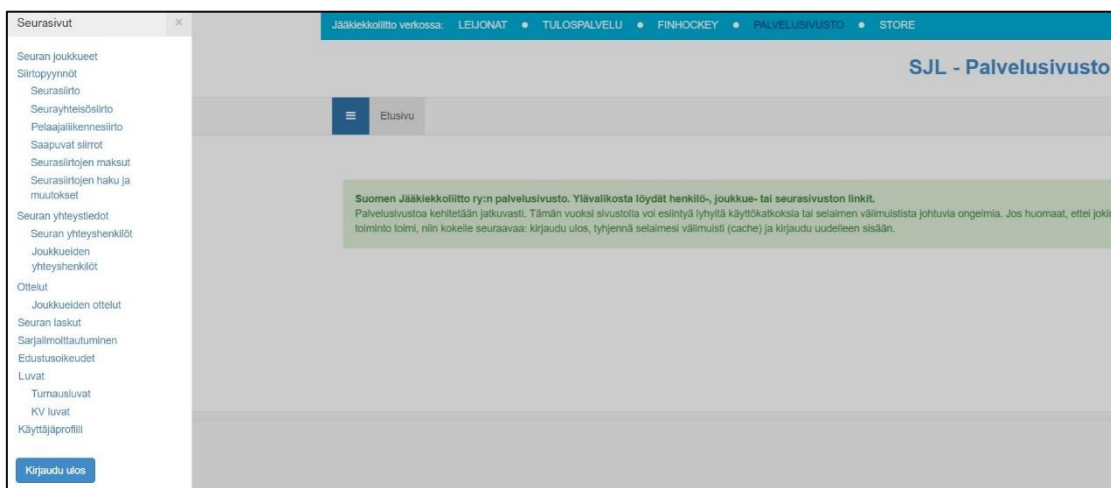 Seurasivut ×
Seuran joukkueet
Siirtopyynnöt
Seurasiirto
Seurayhteisösiirto
Pelaajaliikennesiirto
Saapuvat siirrot
Seurasiirtojen maksut
Seurasiirtojen haku ja
muutokset
Seuran yhteystiedot
Seuran yhteyshenkilöt
Joukkueiden
yhteyshenkilöt
Ottelut
Joukkueiden ottelut
Seuran laskut
Sarjailmoittautuminen
Edustusoikeudet
Luvat
Turnausluvat
KV luvat
Käyttäjäprofiili
Kirjaudu ulos
Jääkiekkoliitto verkossa: LEIJONAT ● TULOSPALVELU ● FINHOCKEY ● PALVELUSIVUSTO ● STORE
SJL - Palvelusivusto
Etusivu
Suomen Jääkiekkoliitto ry:n palvelusivusto. Ylävalikosta löydät henkilö-, joukkue- tai seurasivuston linkit.
Palvelusivustoa kehitetään jatkuvasti. Tämän vuoksi sivustolla voi esiintyä lyhyitä käyttökatkoksia tai selaimen välimuistista johtuvia ongelmia. Jos huomaat, ettei jokin
toiminto toimi, niin kokeile seuraavaa: kirjaudu ulos, tyhjennä selaimesi välimuisti (cache) ja kirjaudu uudelleen sisään.